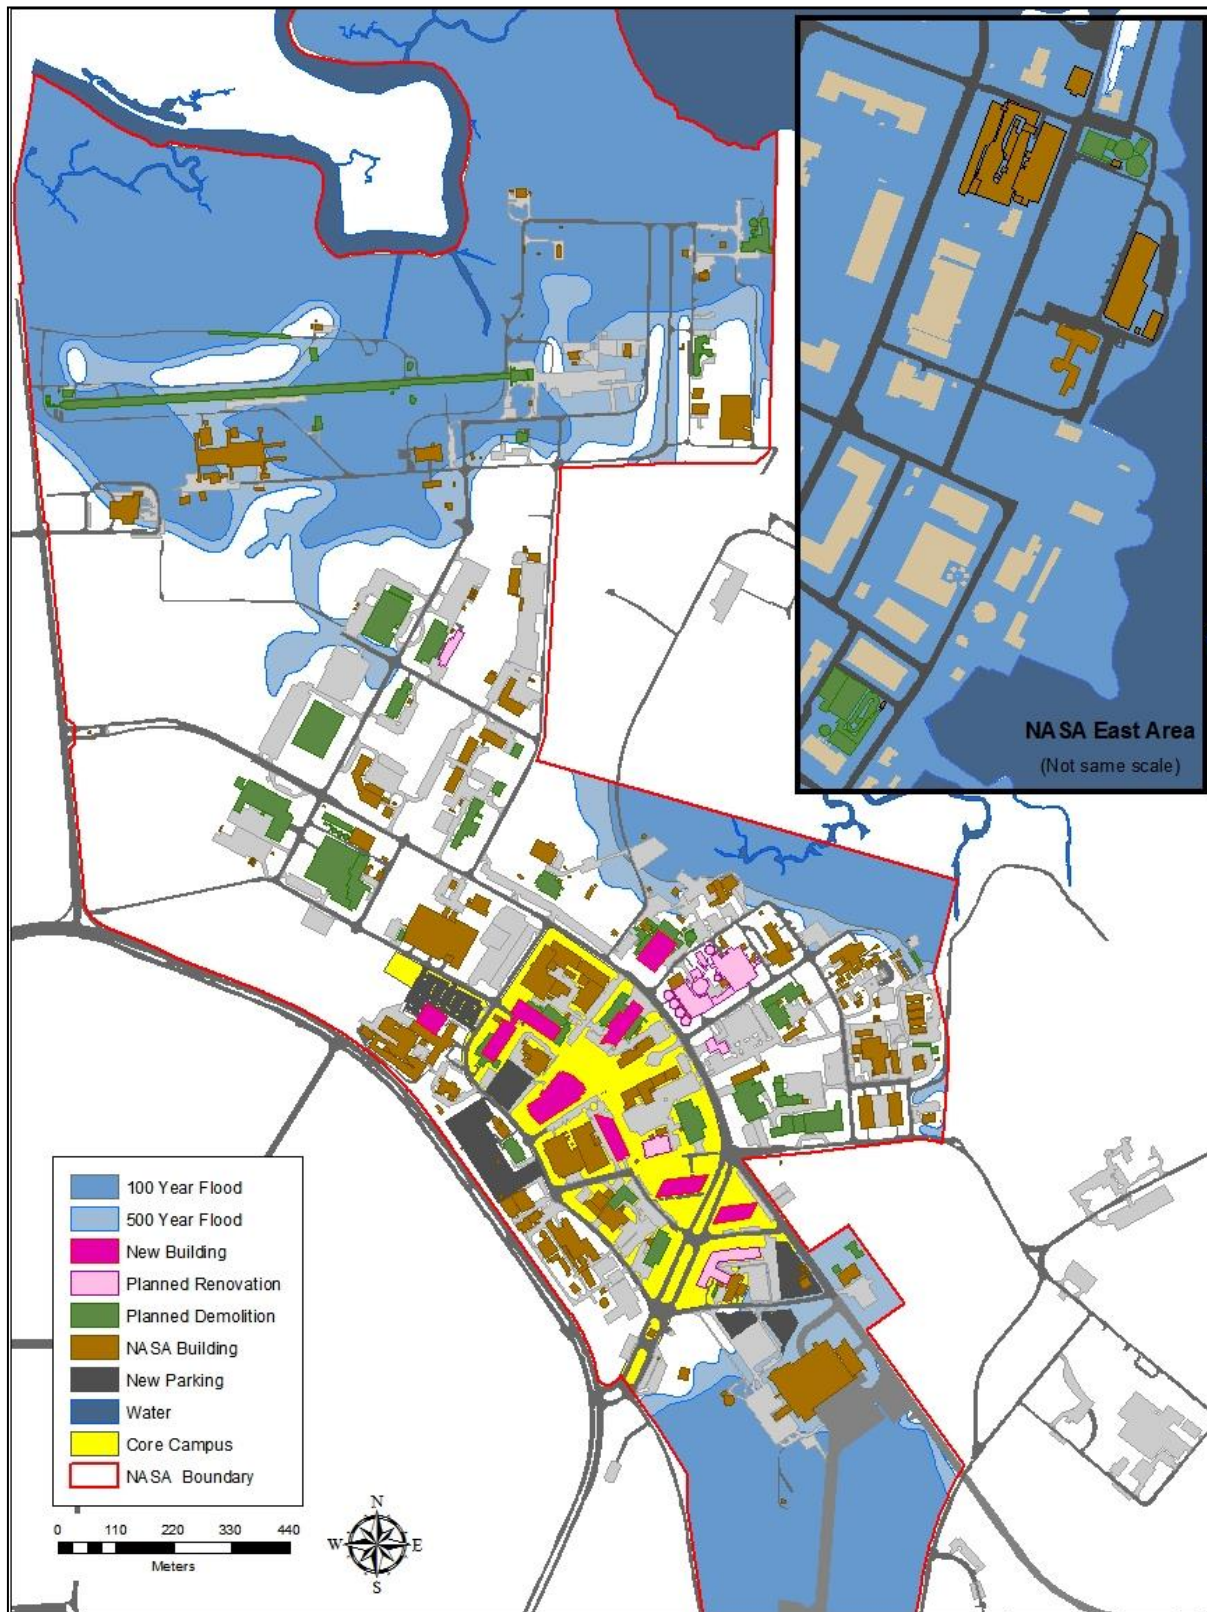 NASA East Area
(Not same scale)
100 Year Flood
500 Year Flood
New Building
Planned Renovation
Planned Demolition
NASA Building
New Parking
Water
Core Campus
NASA Boundary
0 110 220 330 440
Meters
N
W E
S